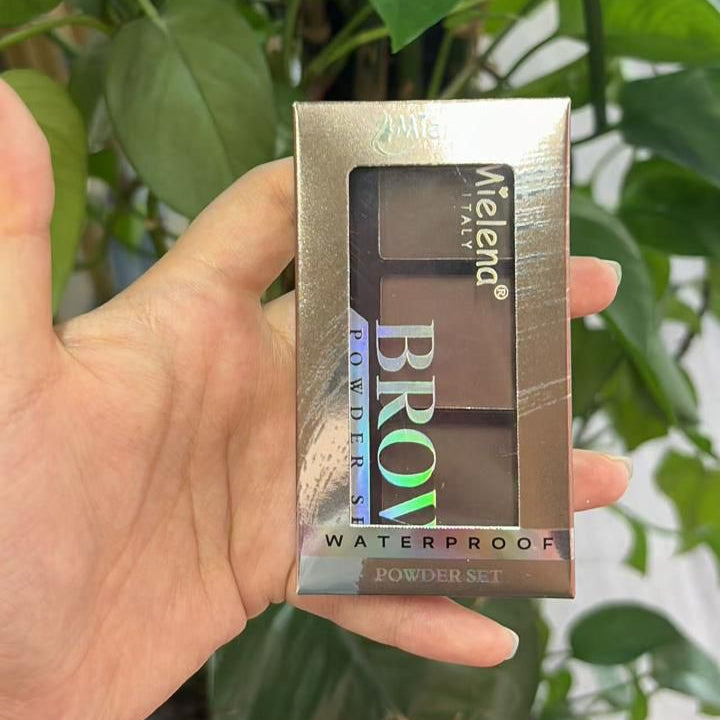 Mielena®
ITALY
BROW
POWDER SE
WATERPROOF
POWDER SET